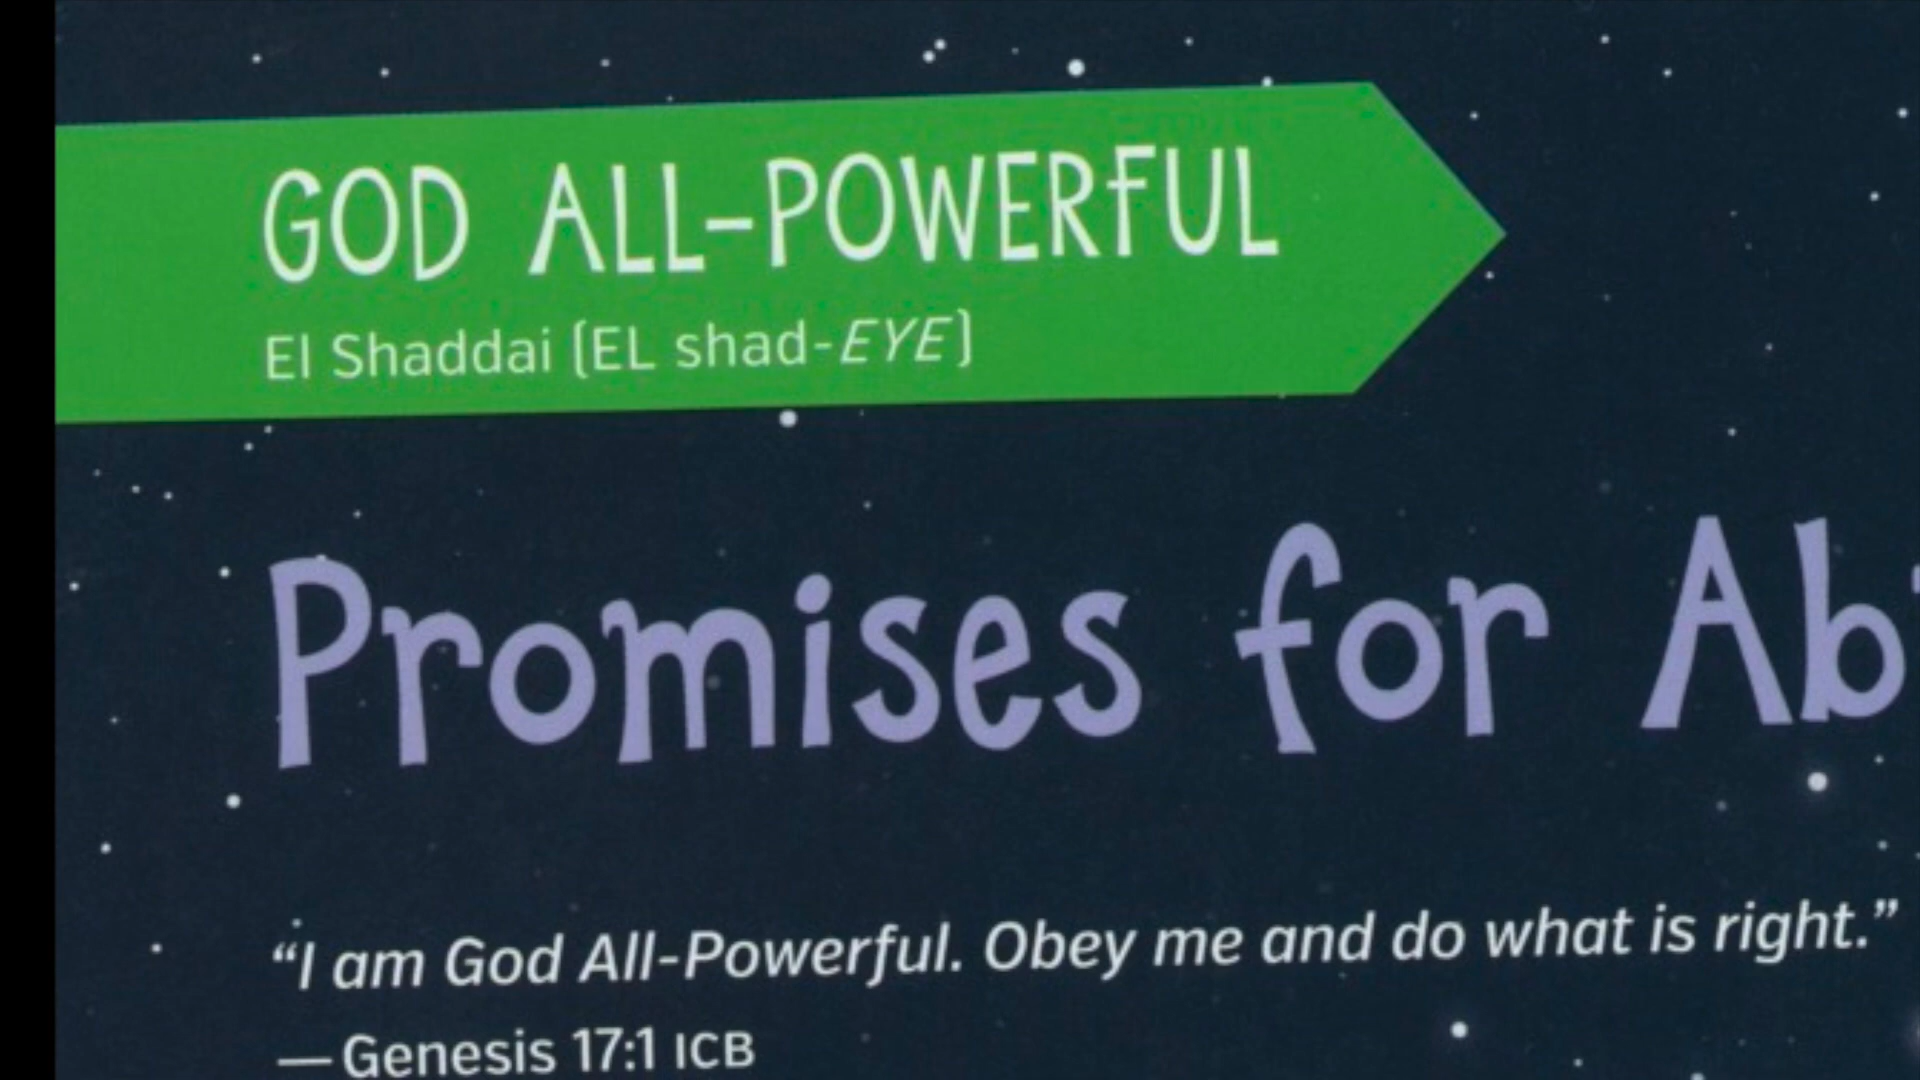 GOD ALL-POWERFUL
El Shaddai (EL shad-EYE)
Promises for Ab
“I am God All-Powerful. Obey me and do what is right.”
—Genesis 17:1 ICB